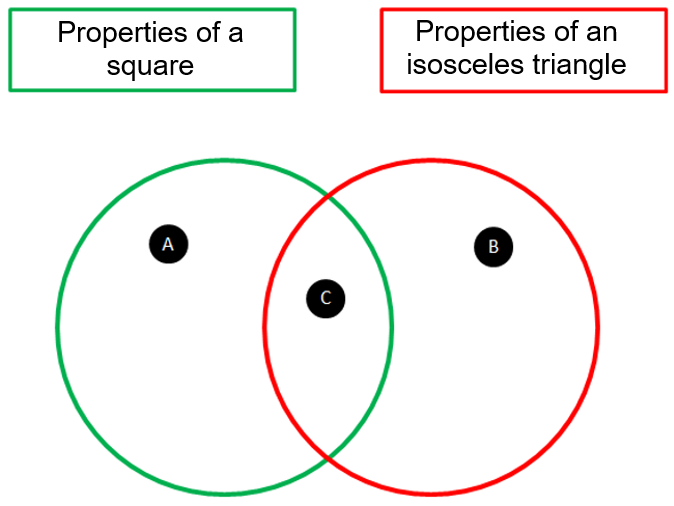 Properties of a
square
Properties of an
isosceles triangle
A
B
C